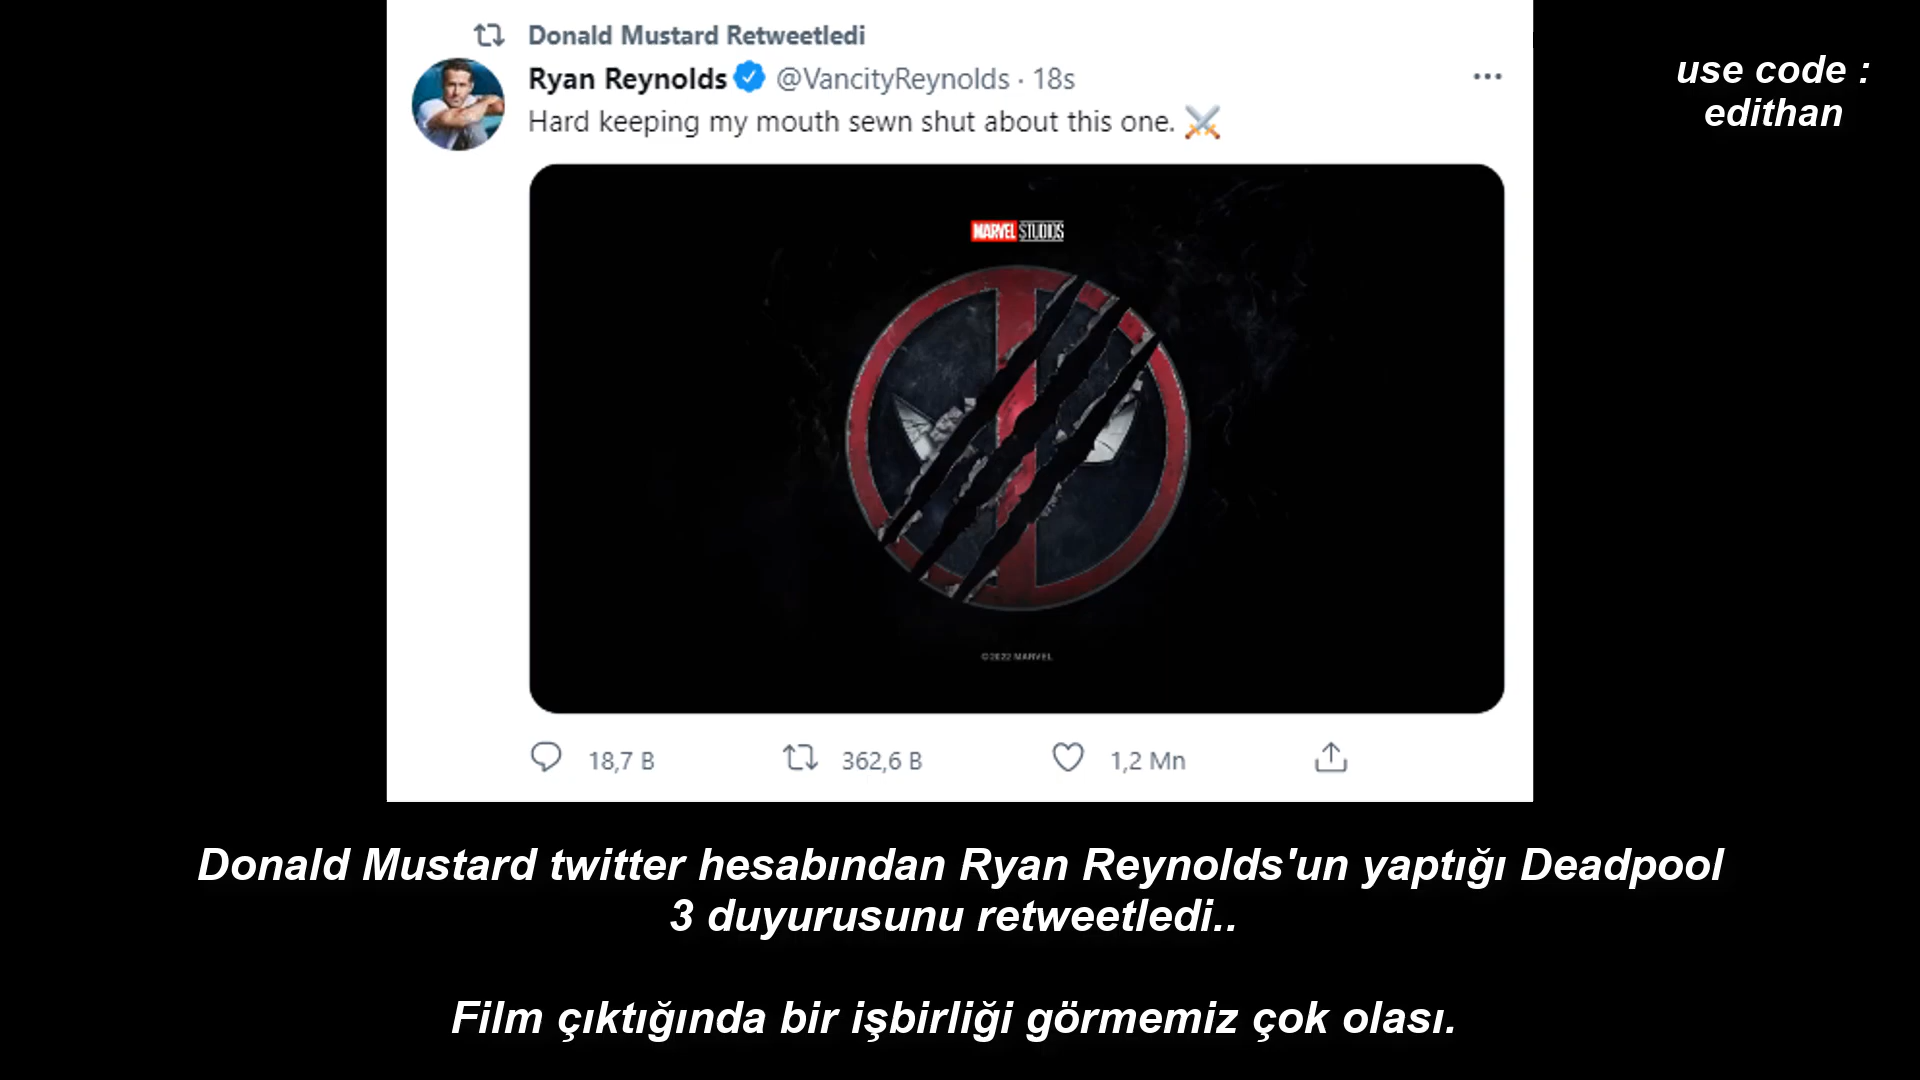 Donald Mustard Retweetledi
Ryan Reynolds @VancityReynolds · 18s
Hard keeping my mouth sewn shut about this one. ⚔️
MARVEL STUDIOS
©2022 MARVEL
18,7 B 362,6 B 1,2 Mn
use code :
edithan
Donald Mustard twitter hesabından Ryan Reynolds'un yaptığı Deadpool
3 duyurusunu retweetledi..
Film çıktığında bir işbirliği görmemiz çok olası.